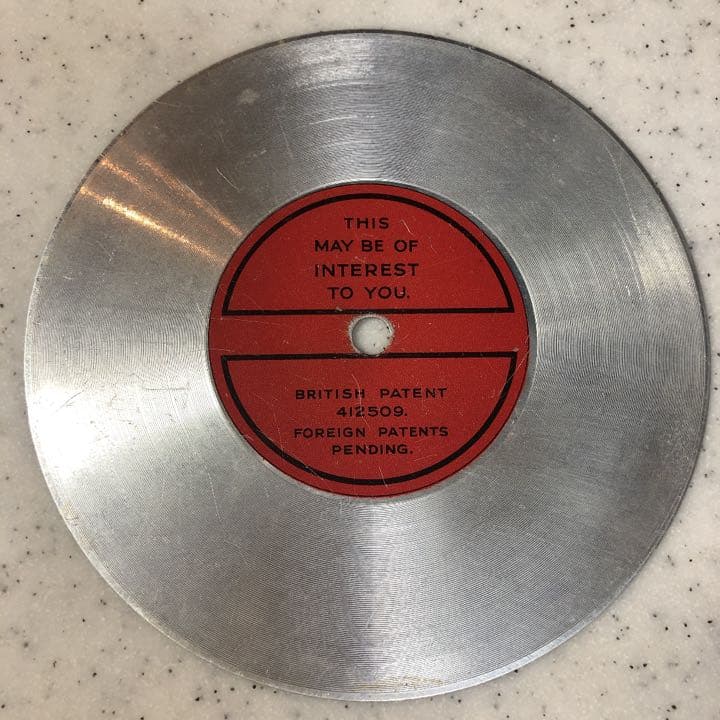 THIS
MAY BE OF
INTEREST
TO YOU.
BRITISH PATENT
412509.
FOREIGN PATENTS
PENDING.